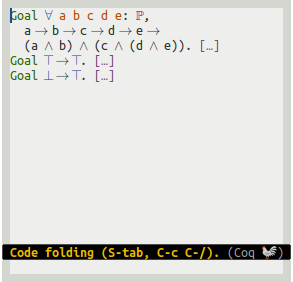 Goal ∀ a b c d e: ℙ,
a → b → c → d → e →
(a ∧ b) ∧ (c ∧ (d ∧ e)). […]
Goal ⊤ → ⊤. […]
Goal ⊥ → ⊤. […]
Code folding (S-tab, C-c C-/). (Coq 🐓)